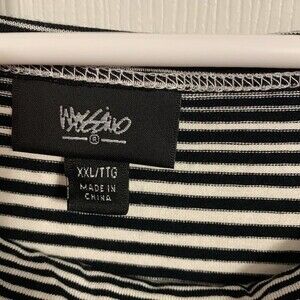 Mossimo
®
XXL/TTG
MADE IN
CHINA